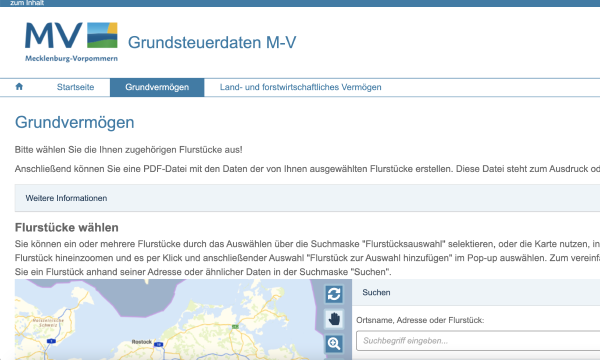 zum Inhalt
MV
Mecklenburg-Vorpommern
Grundsteuerdaten M-V
Startseite Grundvermögen Land- und forstwirtschaftliches Vermögen
Grundvermögen
Bitte wählen Sie die Ihnen zugehörigen Flurstücke aus!
Anschließend können Sie eine PDF-Datei mit den Daten der von Ihnen ausgewählten Flurstücke erstellen. Diese Datei steht zum Ausdruck od
Weitere Informationen
Flurstücke wählen
Sie können ein oder mehrere Flurstücke durch das Auswählen über die Suchmaske "Flurstücksauswahl" selektieren, oder die Karte nutzen, in
Flurstück hineinzoomen und es per Klick und anschließender Auswahl "Flurstück zur Auswahl hinzufügen" im Pop-up auswählen. Zum vereinfa
Sie ein Flurstück anhand seiner Adresse oder ähnlicher Daten in der Suchmaske "Suchen".
Suchen
Ortsname, Adresse oder Flurstück:
Suchbegriff eingeben...
Rostock